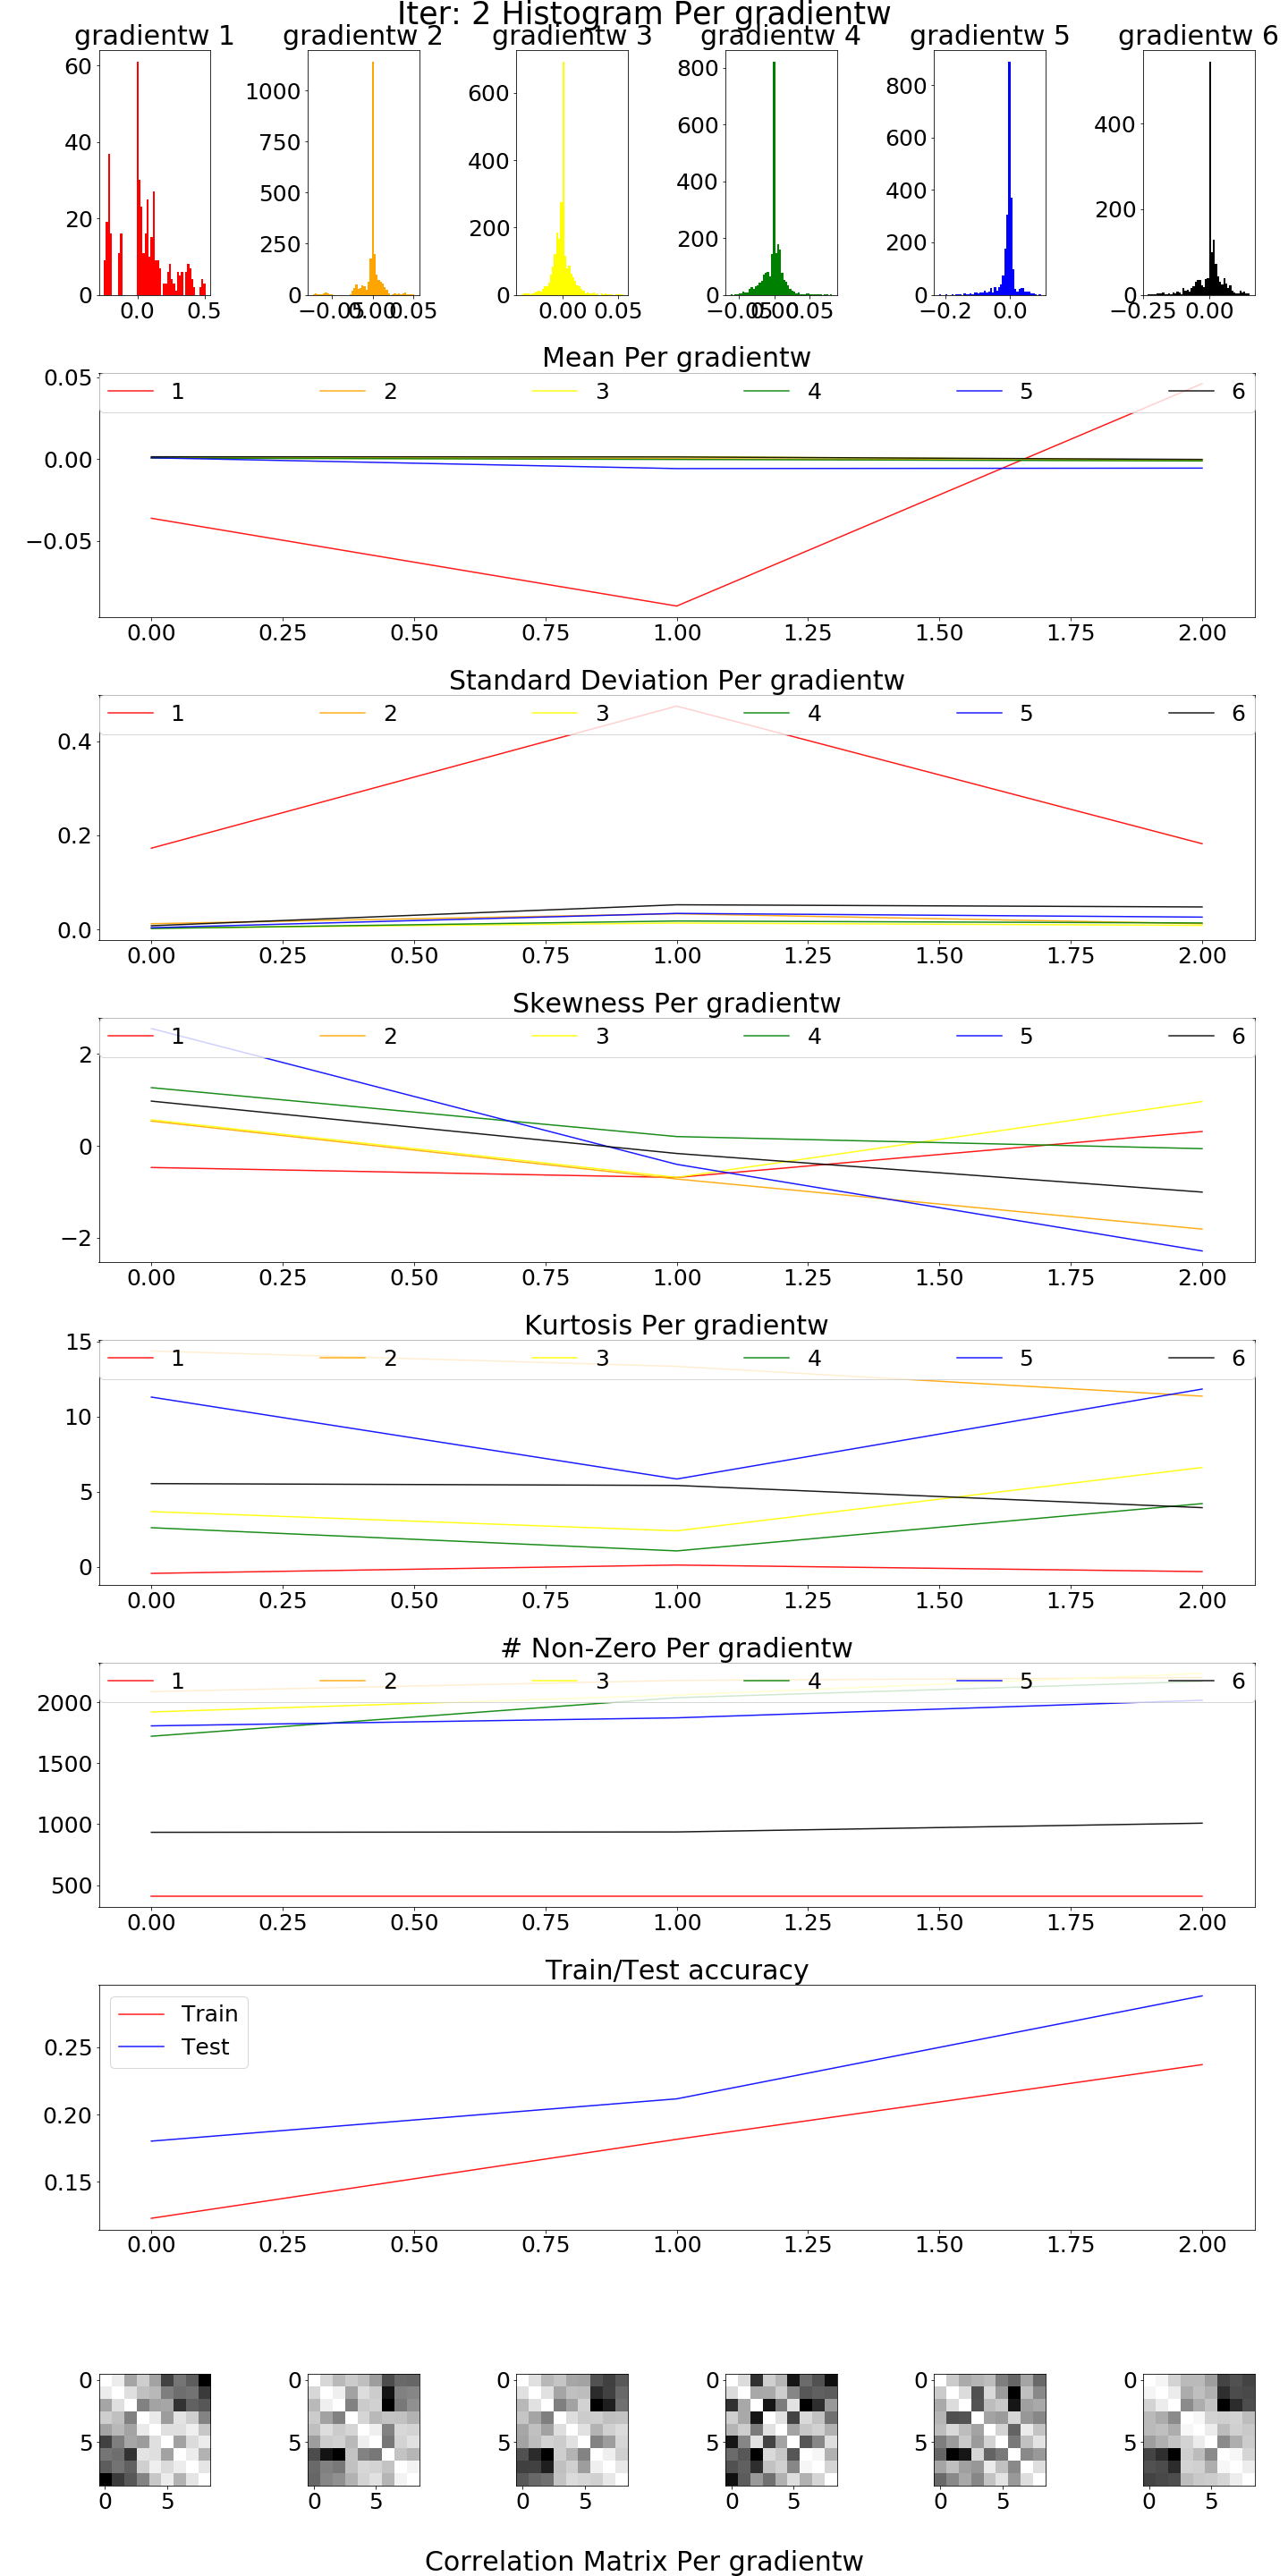 Iter: 2 Histogram Per gradientw
gradientw 1 gradientw 2 gradientw 3 gradientw 4 gradientw 5 gradientw 6
60
40
20
0
0.0 0.5
1000
750
500
250
0
−0.05 0.00 0.05
600
400
200
0
0.00 0.05
800
600
400
200
0
−0.05 0.00 0.05
800
600
400
200
0
−0.2 0.0
400
200
0
−0.25 0.00
Mean Per gradientw
1 2 3 4 5 6
0.05
0.00
−0.05
0.00 0.25 0.50 0.75 1.00 1.25 1.50 1.75 2.00
Standard Deviation Per gradientw
1 2 3 4 5 6
0.4
0.2
0.0
0.00 0.25 0.50 0.75 1.00 1.25 1.50 1.75 2.00
Skewness Per gradientw
1 2 3 4 5 6
2
0
−2
0.00 0.25 0.50 0.75 1.00 1.25 1.50 1.75 2.00
Kurtosis Per gradientw
1 2 3 4 5 6
15
10
5
0
0.00 0.25 0.50 0.75 1.00 1.25 1.50 1.75 2.00
# Non-Zero Per gradientw
1 2 3 4 5 6
2000
1500
1000
500
0.00 0.25 0.50 0.75 1.00 1.25 1.50 1.75 2.00
Train/Test accuracy
Train
Test
0.25
0.20
0.15
0.00 0.25 0.50 0.75 1.00 1.25 1.50 1.75 2.00
0 0 0 0 0 0
5 5 5 5 5 5
0 5 0 5 0 5 0 5 0 5 0 5
Correlation Matrix Per gradientw